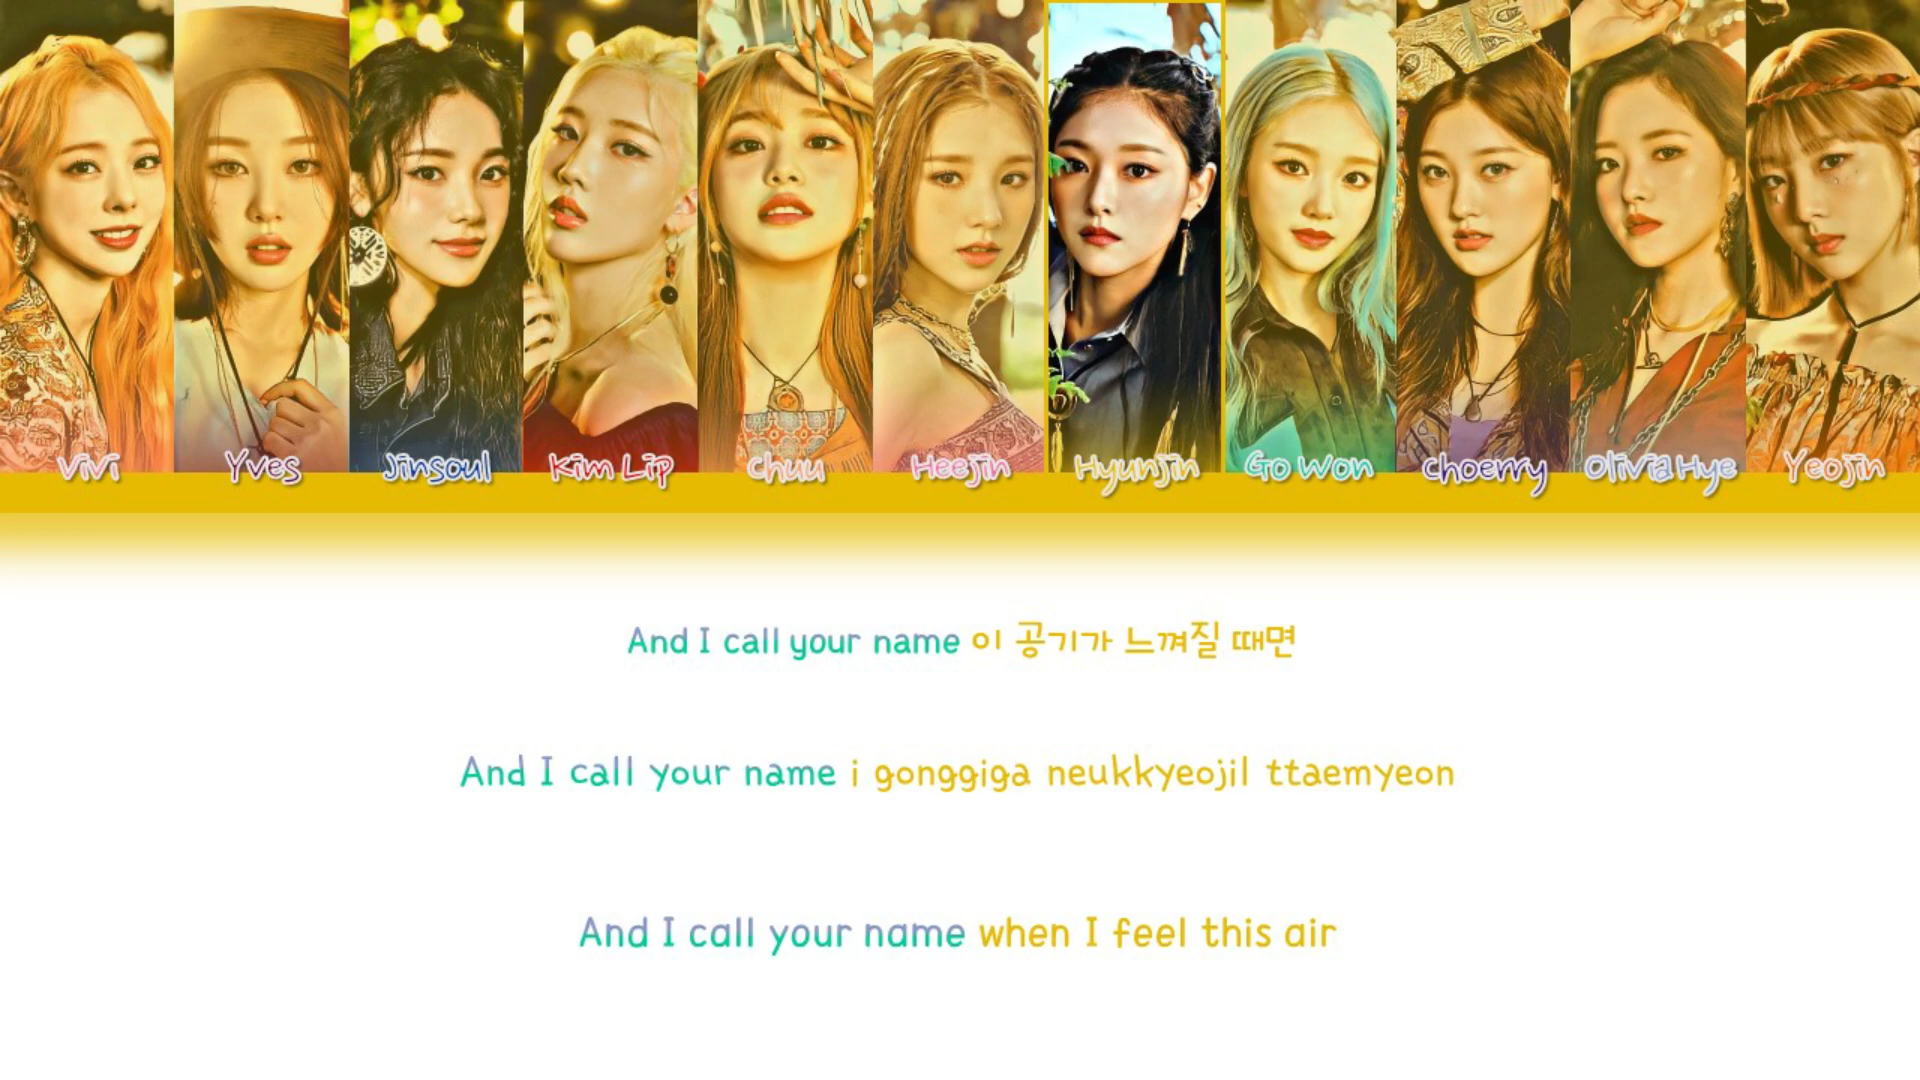 ViVi Yves Jinsoul Kim Lip Chuu Heejin Hyunjin Go Won Choerry Olivia Hye Yeojin
And I call your name 이 공기가 느껴질 때면
And I call your name i gonggiga neukkyeojil ttaemyeon
And I call your name when I feel this air